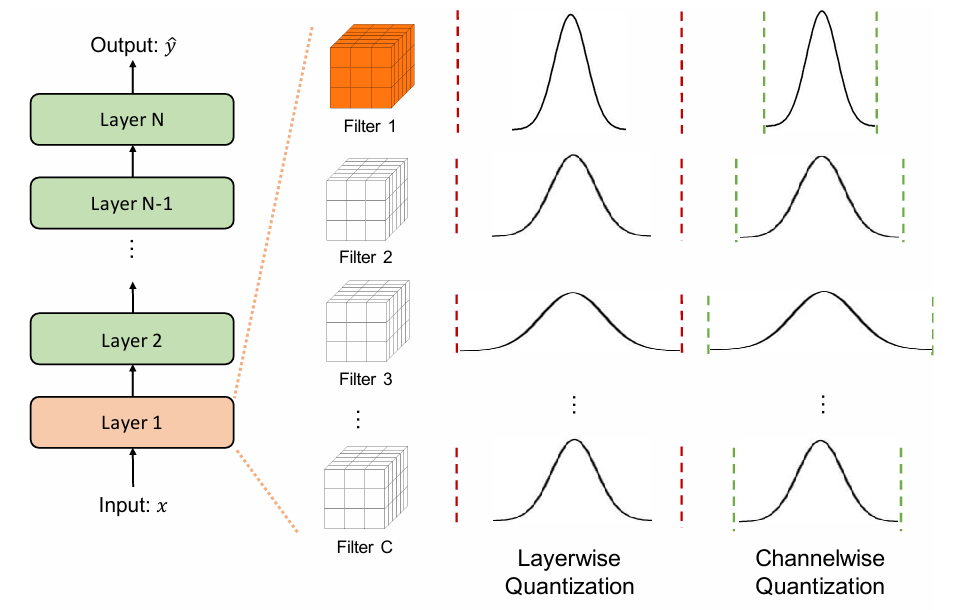 Output: ŷ
Layer N
Layer N-1
⋮
Layer 2
Layer 1
Input: x
Filter 1
Filter 2
Filter 3
⋮
Filter C
⋮
⋮
Layerwise
Quantization
Channelwise
Quantization